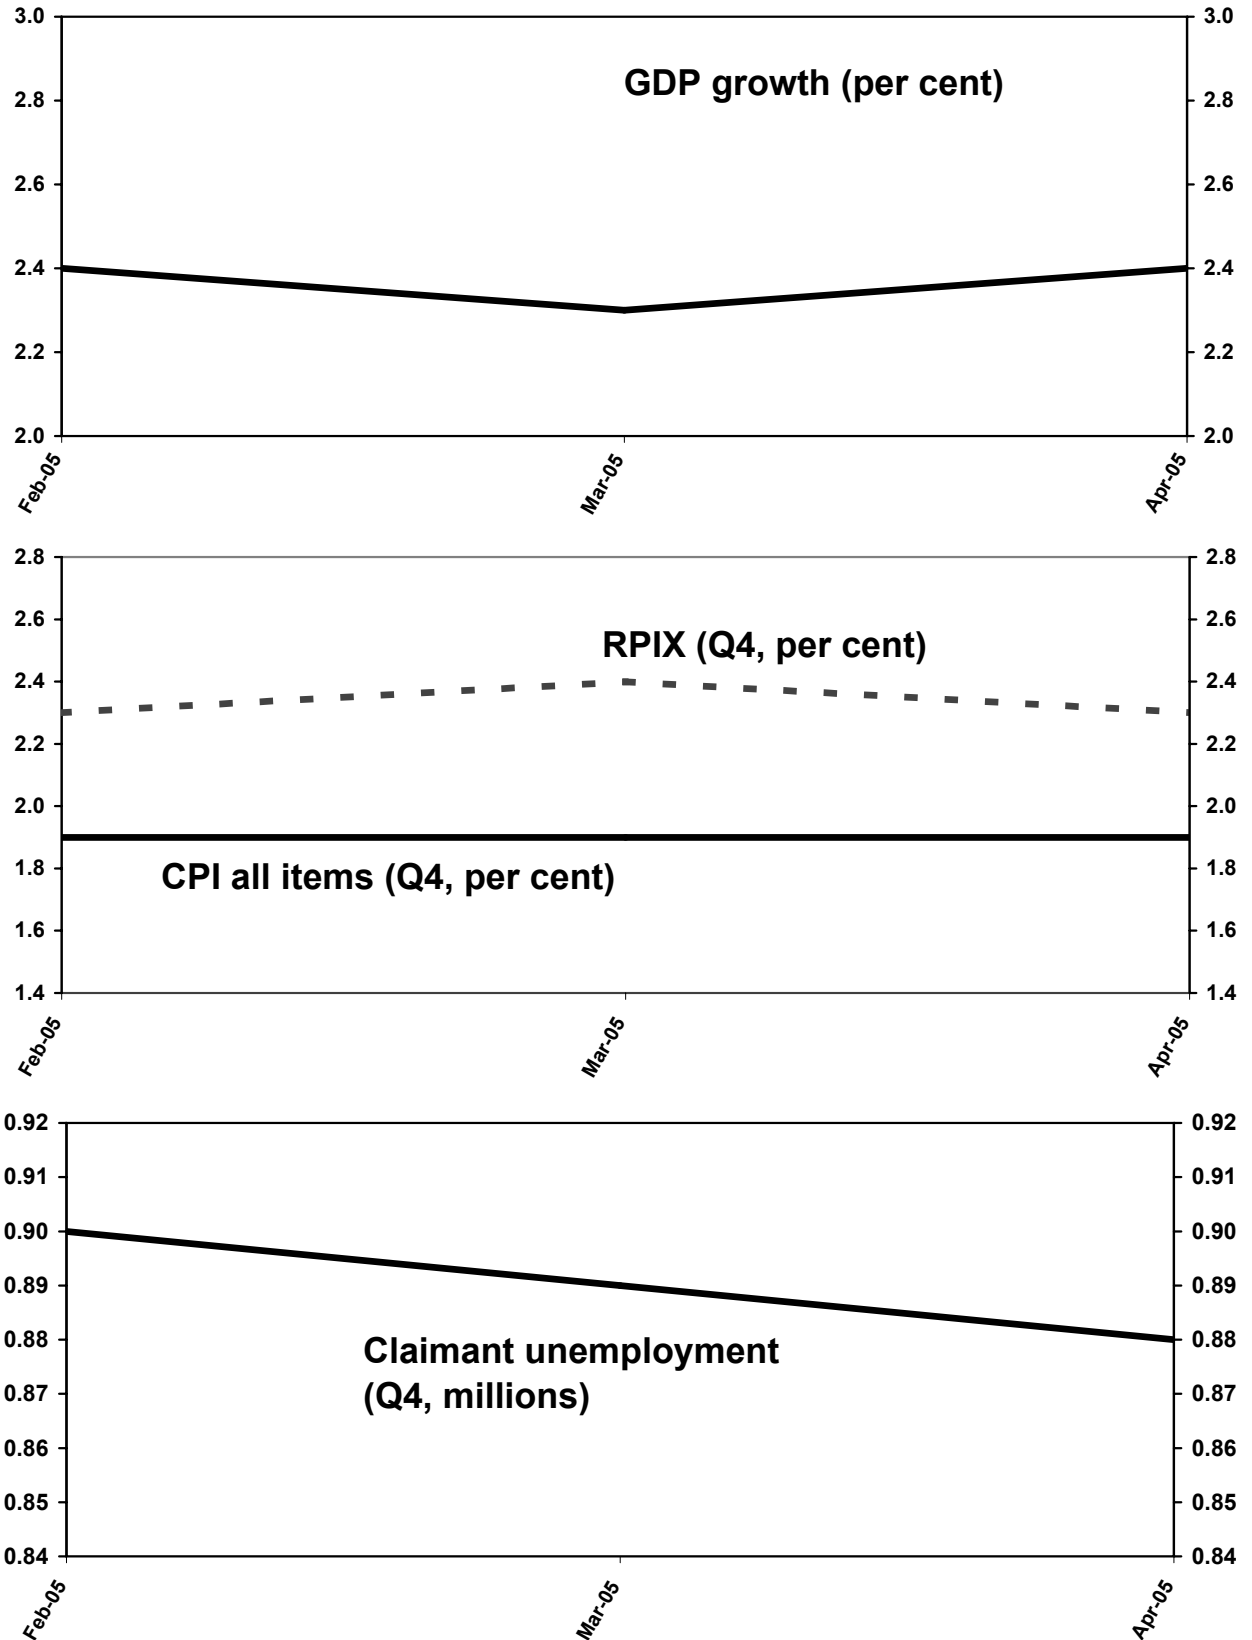 3.0 3.0
GDP growth (per cent)
2.8 2.8
2.6 2.6
2.4 2.4
2.2 2.2
2.0 2.0
Feb-05 Mar-05 Apr-05
2.8 2.8
2.6 2.6
RPIX (Q4, per cent)
2.4 2.4
2.2 2.2
2.0 2.0
1.8 1.8
CPI all items (Q4, per cent)
1.6 1.6
1.4 1.4
Feb-05 Mar-05 Apr-05
0.92 0.92
0.91 0.91
0.90 0.90
0.89 0.89
0.88 0.88
Claimant unemployment
(Q4, millions)
0.87 0.87
0.86 0.86
0.85 0.85
0.84 0.84
Feb-05 Mar-05 Apr-05